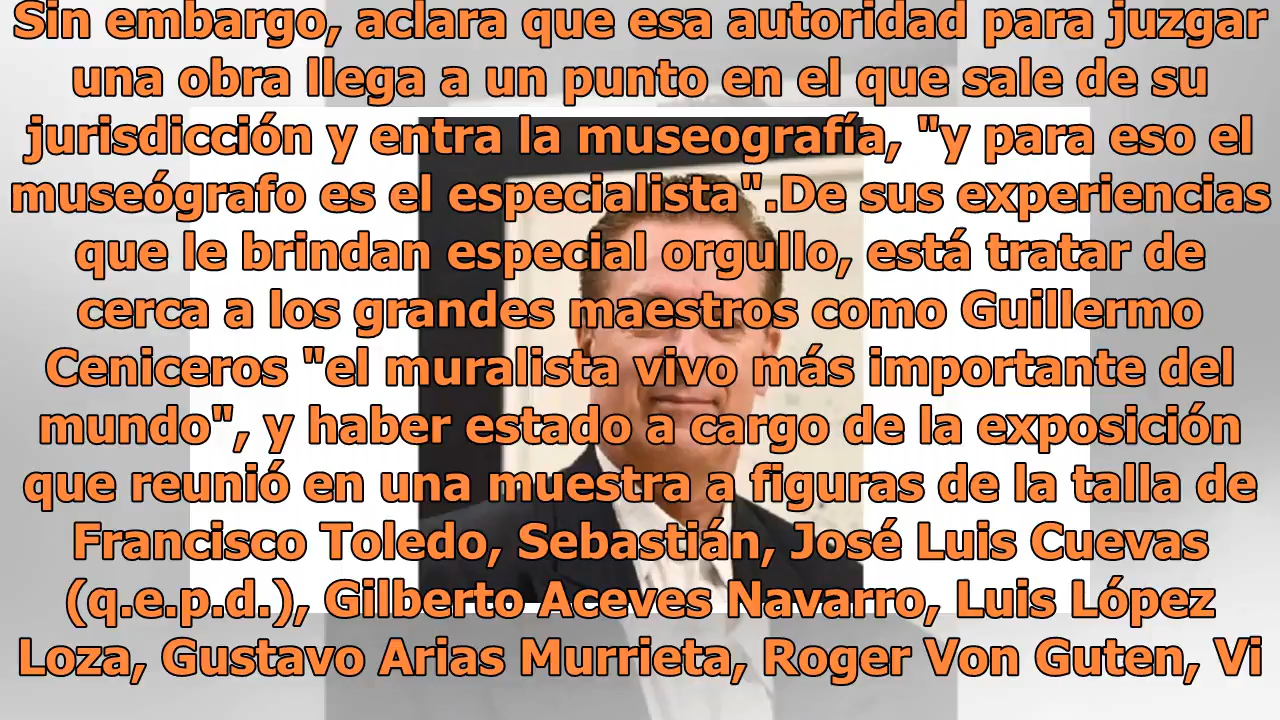 Sin embargo, aclara que esa autoridad para juzgar
una obra llega a un punto en el que sale de su
jurisdicción y entra la museografía, "y para eso el
museógrafo es el especialista".De sus experiencias
que le brindan especial orgullo, está tratar de
cerca a los grandes maestros como Guillermo
Ceniceros "el muralista vivo más importante del
mundo", y haber estado a cargo de la exposición
que reunió en una muestra a figuras de la talla de
Francisco Toledo, Sebastián, José Luis Cuevas
(q.e.p.d.), Gilberto Aceves Navarro, Luis López
Loza, Gustavo Arias Murrieta, Roger Von Guten, Vi